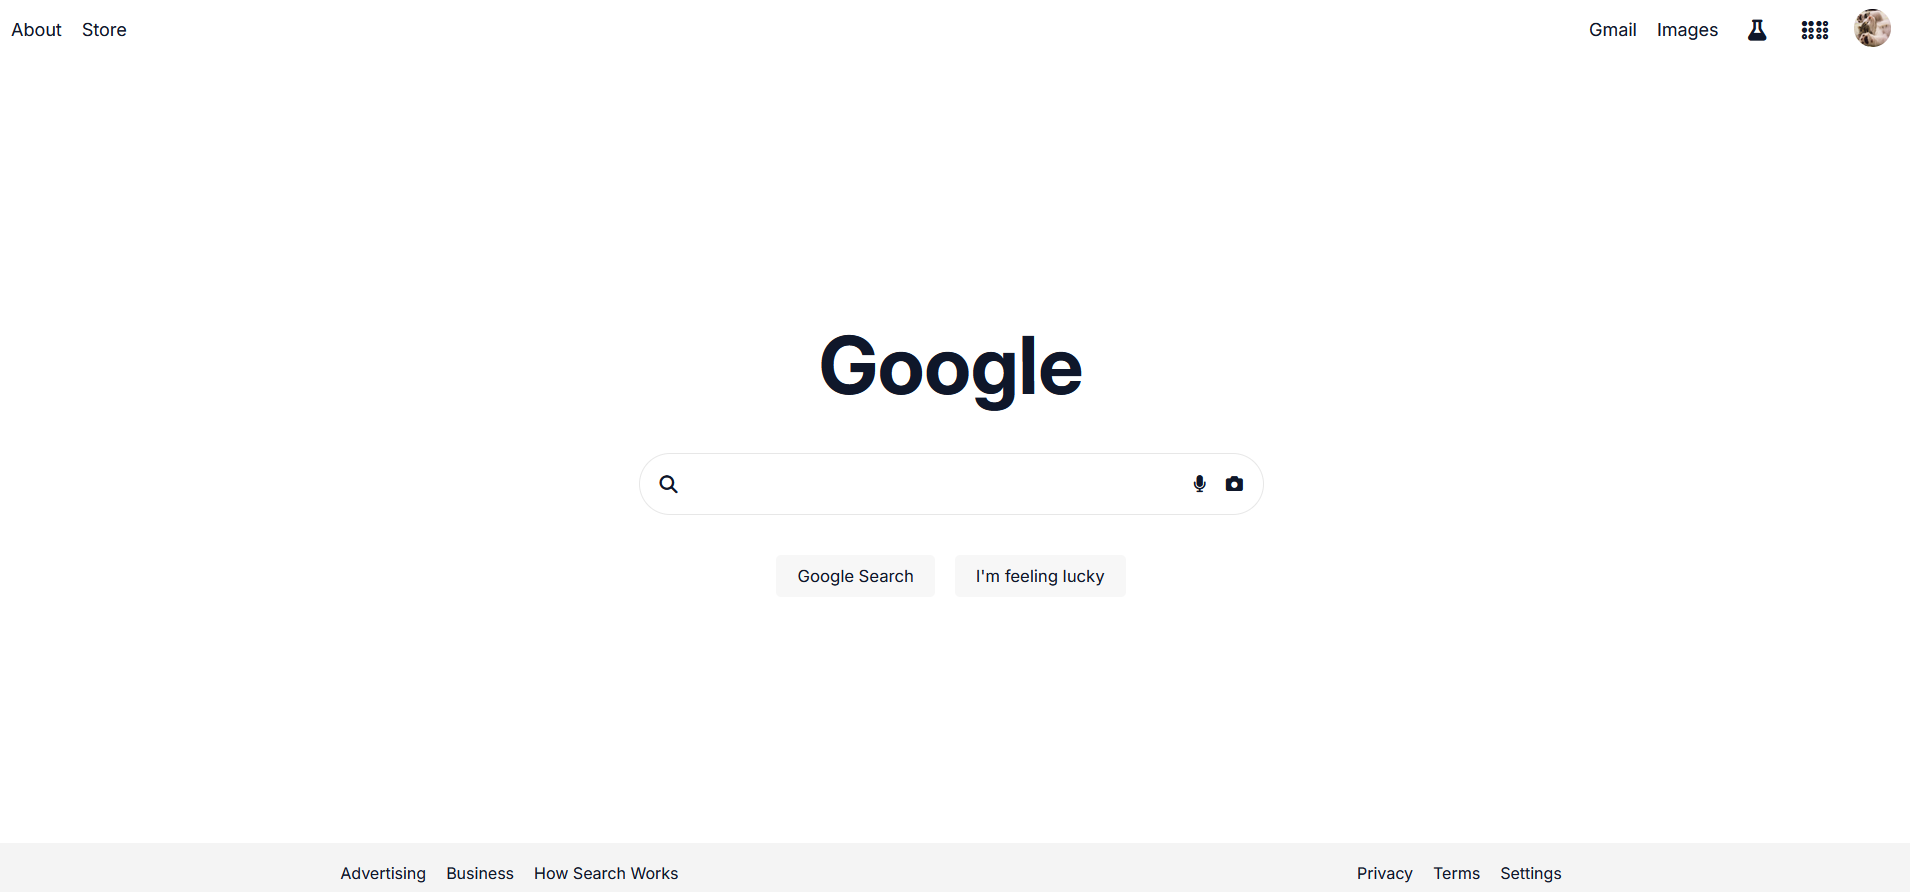 About Store Gmail Images
Google
Google Search I'm feeling lucky
Advertising Business How Search Works Privacy Terms Settings